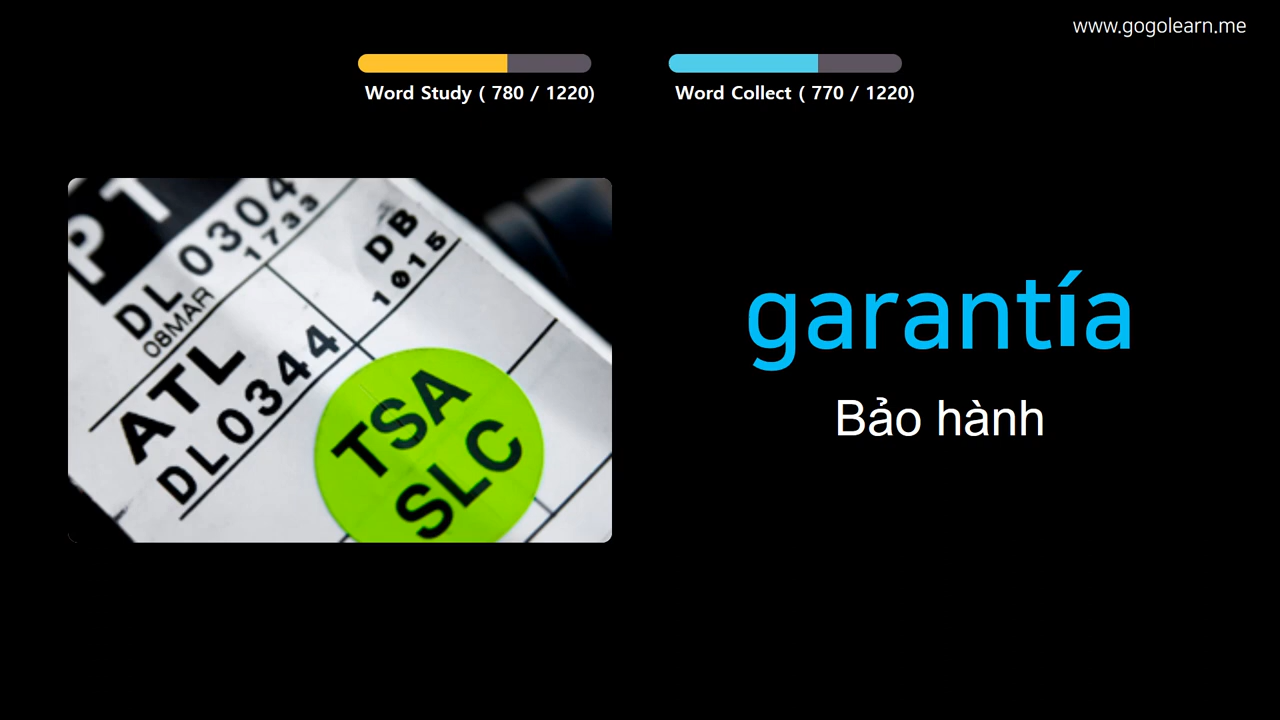 www.gogolearn.me
Word Study ( 780 / 1220)
Word Collect ( 770 / 1220)
PT
DL 0304
1733
08MAR
DB
1015
ATL
DL0344
TSA
SLC
garantía
Bảo hành